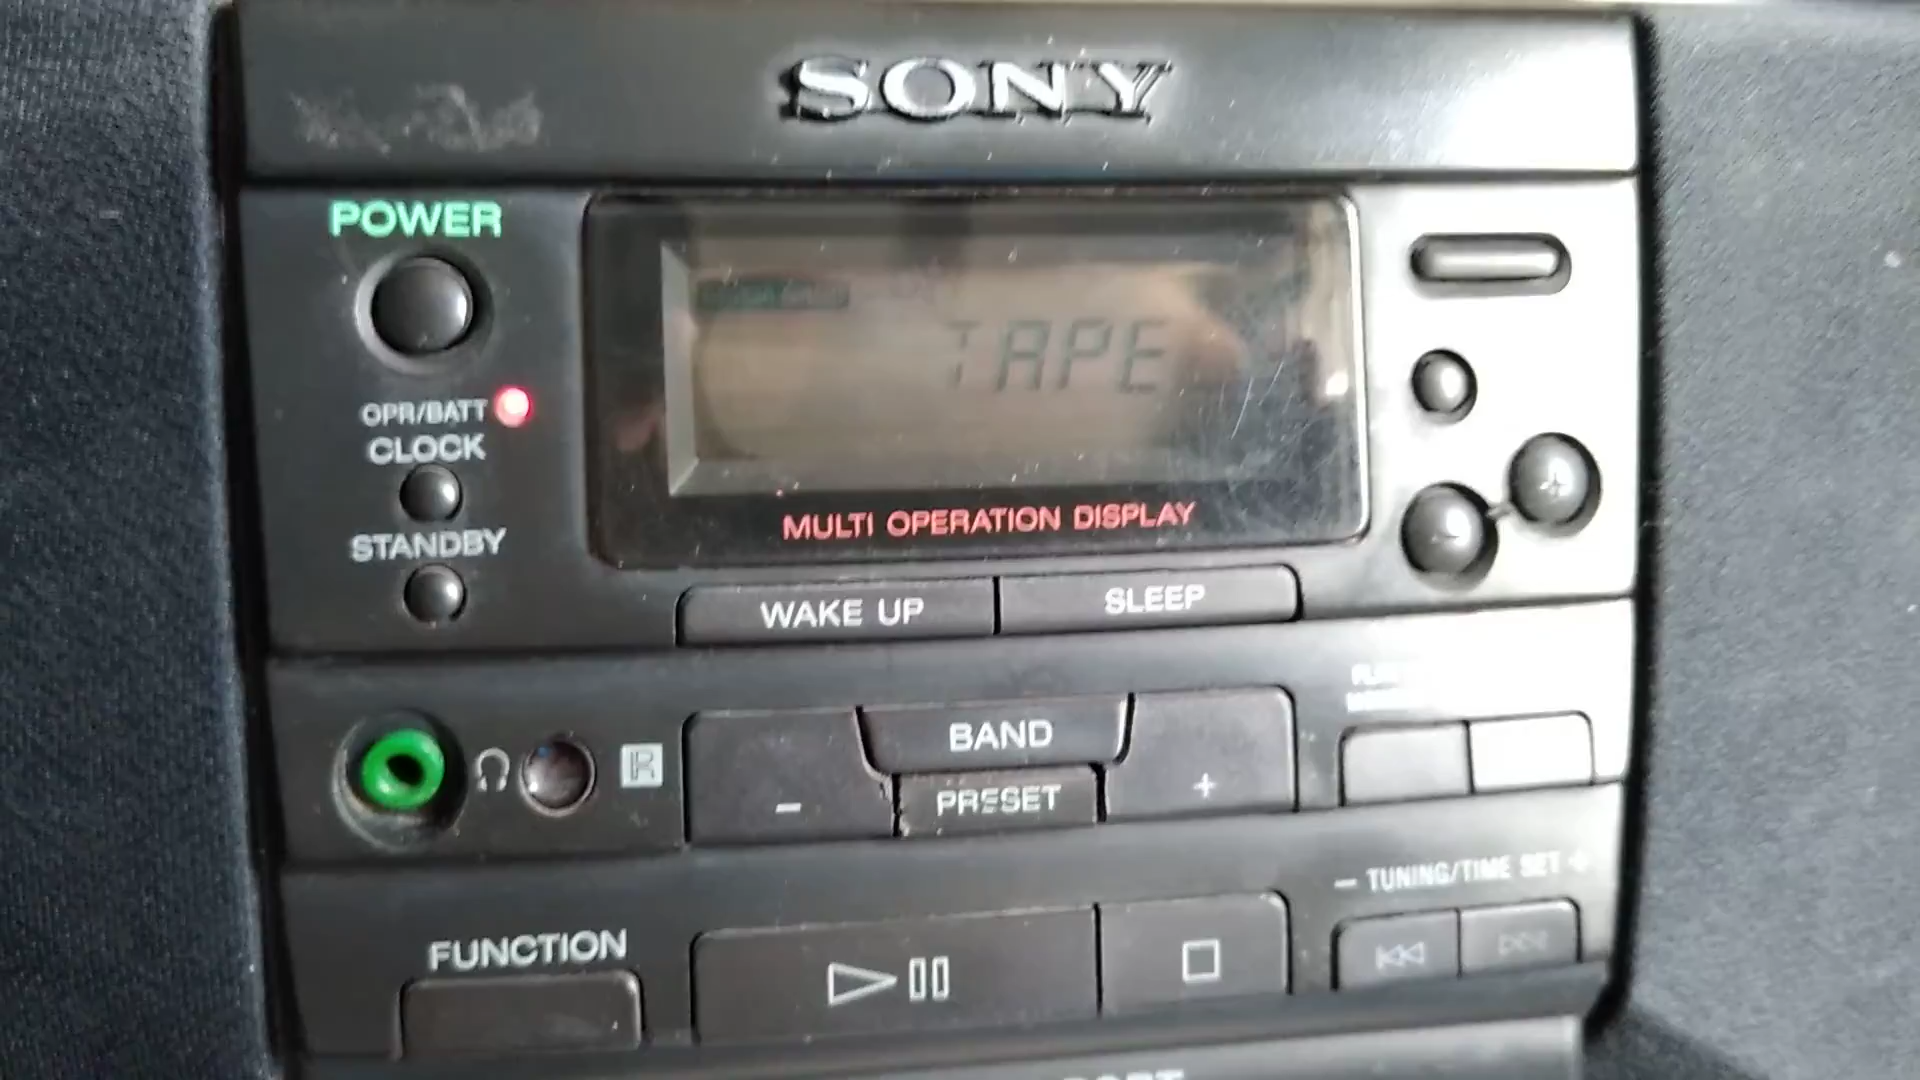 SONY
POWER
TAPE
OPR/BATT
CLOCK
MULTI OPERATION DISPLAY
STANDBY
WAKE UP
SLEEP
BAND
R
PRESET
- +
- TUNING/TIME SET +
FUNCTION